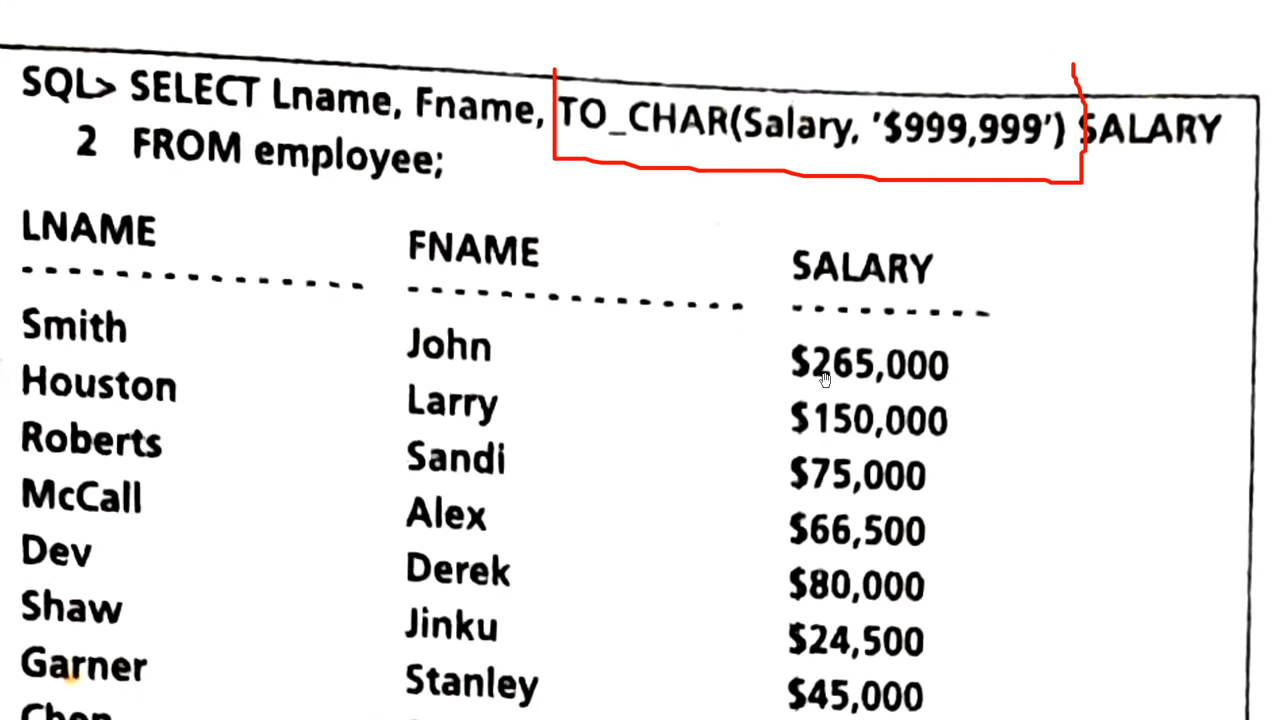 SQL> SELECT Lname, Fname, TO_CHAR(Salary, '$999,999') SALARY
2 FROM employee;
LNAME FNAME SALARY
Smith John $265,000
Houston Larry $150,000
Roberts Sandi $75,000
McCall Alex $66,500
Dev Derek $80,000
Shaw Jinku $24,500
Garner Stanley $45,000